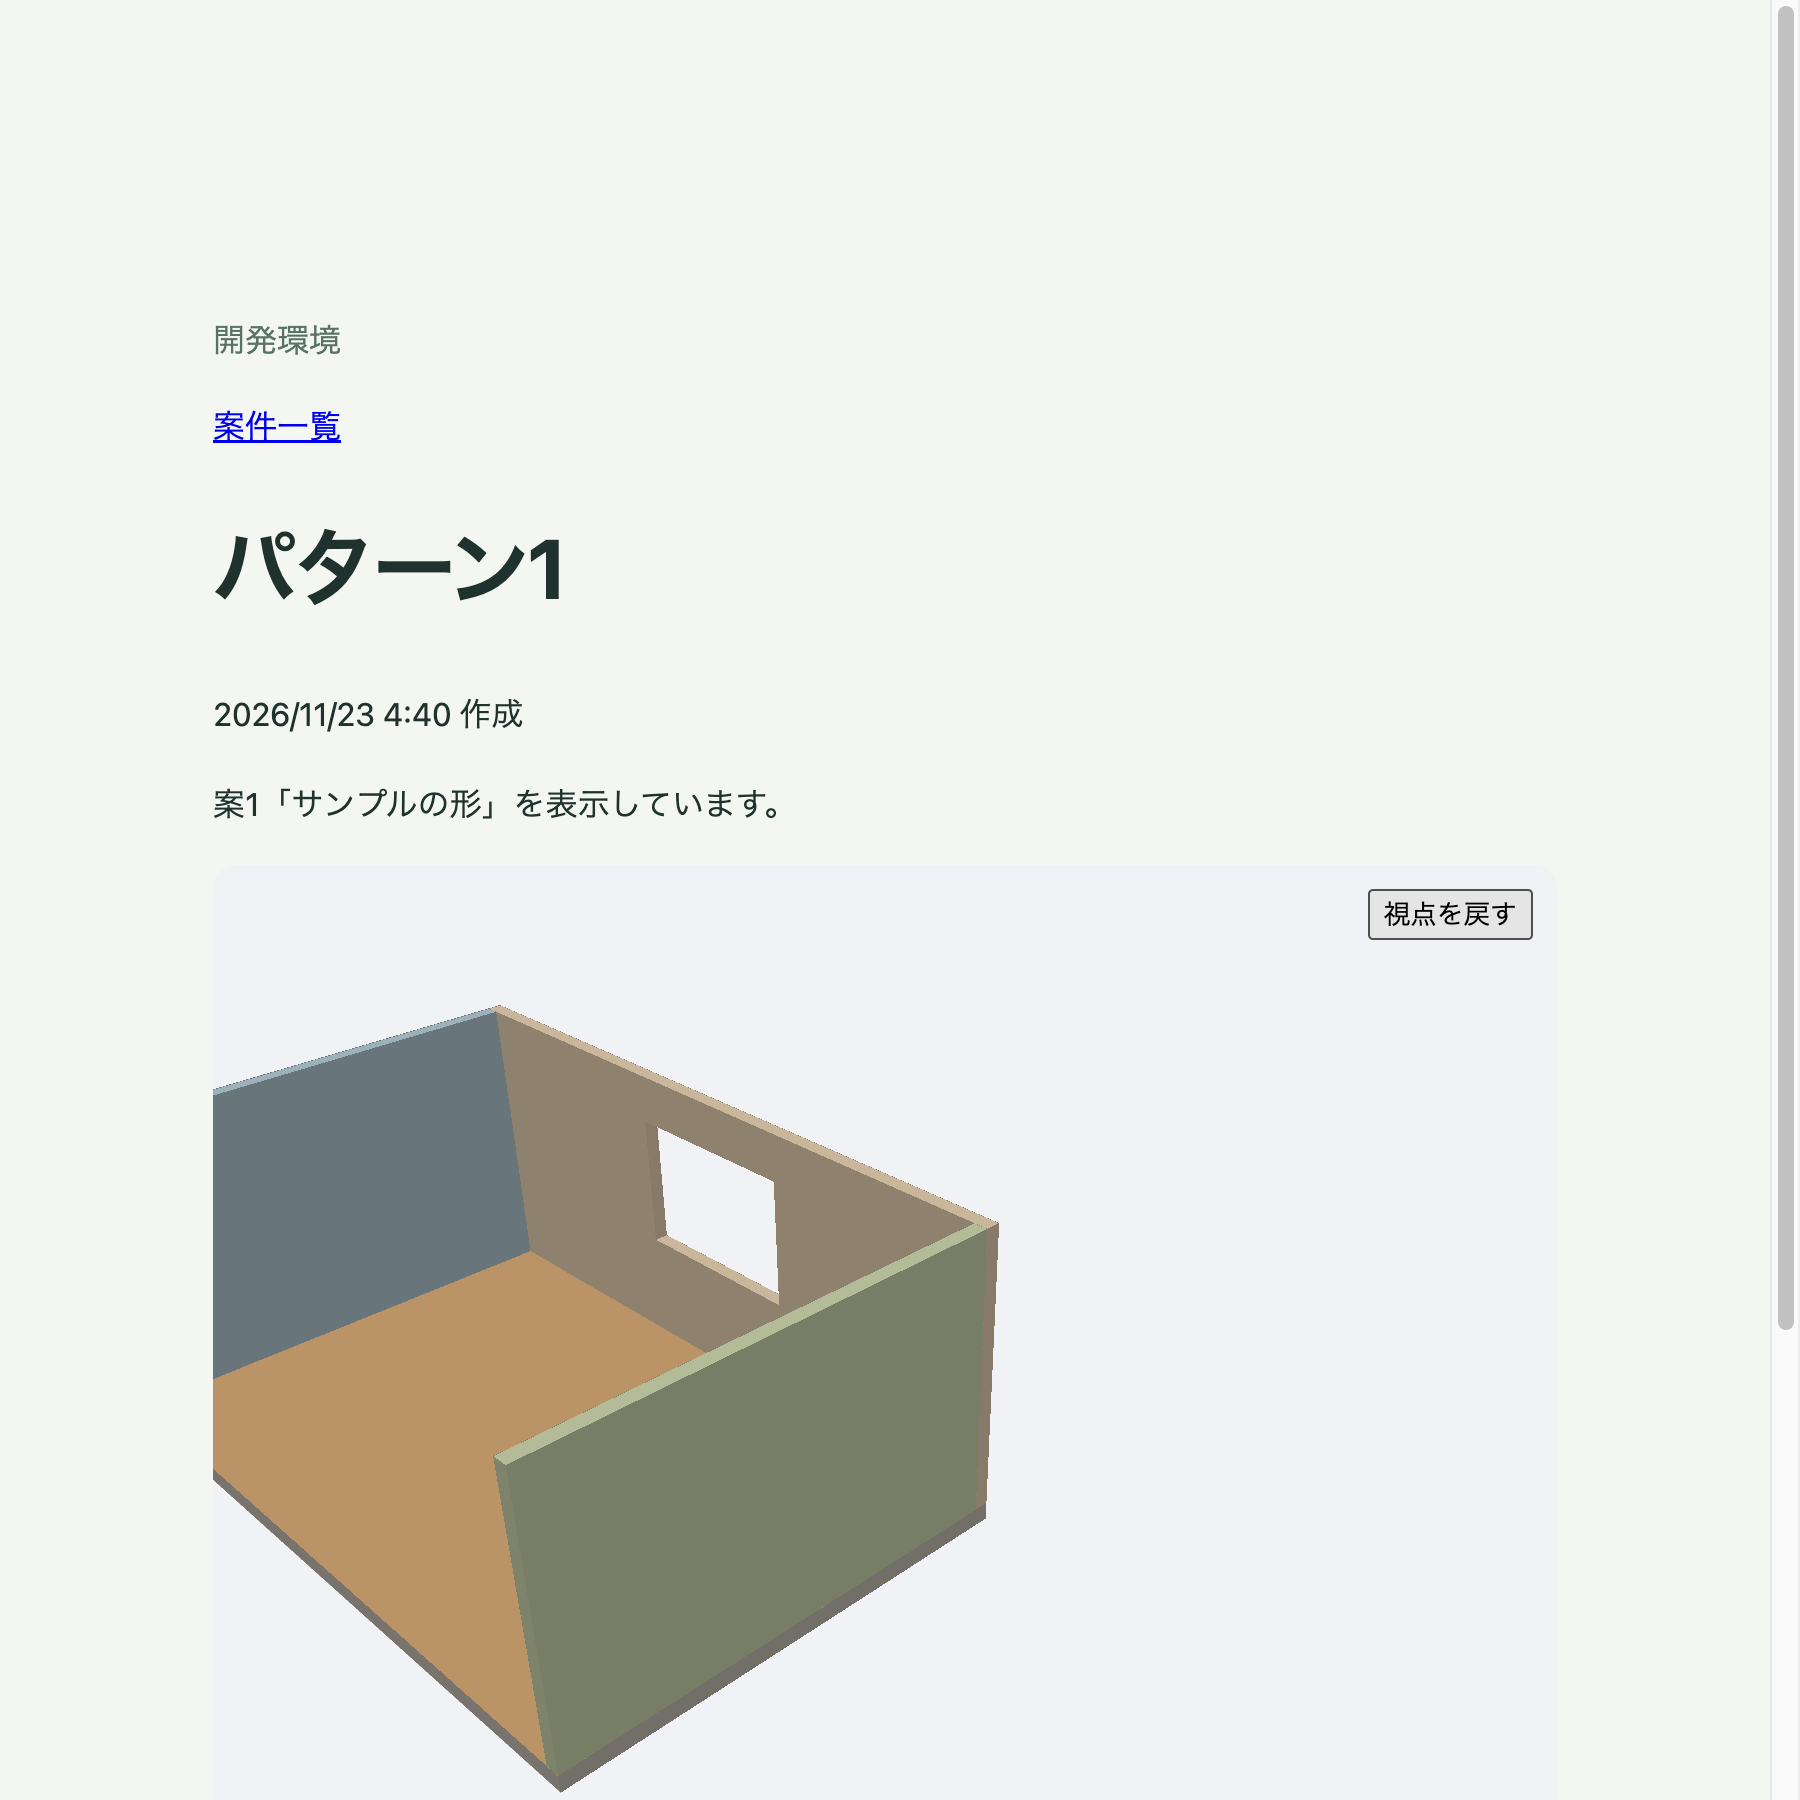 開発環境
案件一覧
パターン1
2026/11/23 4:40 作成
案1「サンプルの形」を表示しています。
視点を戻す